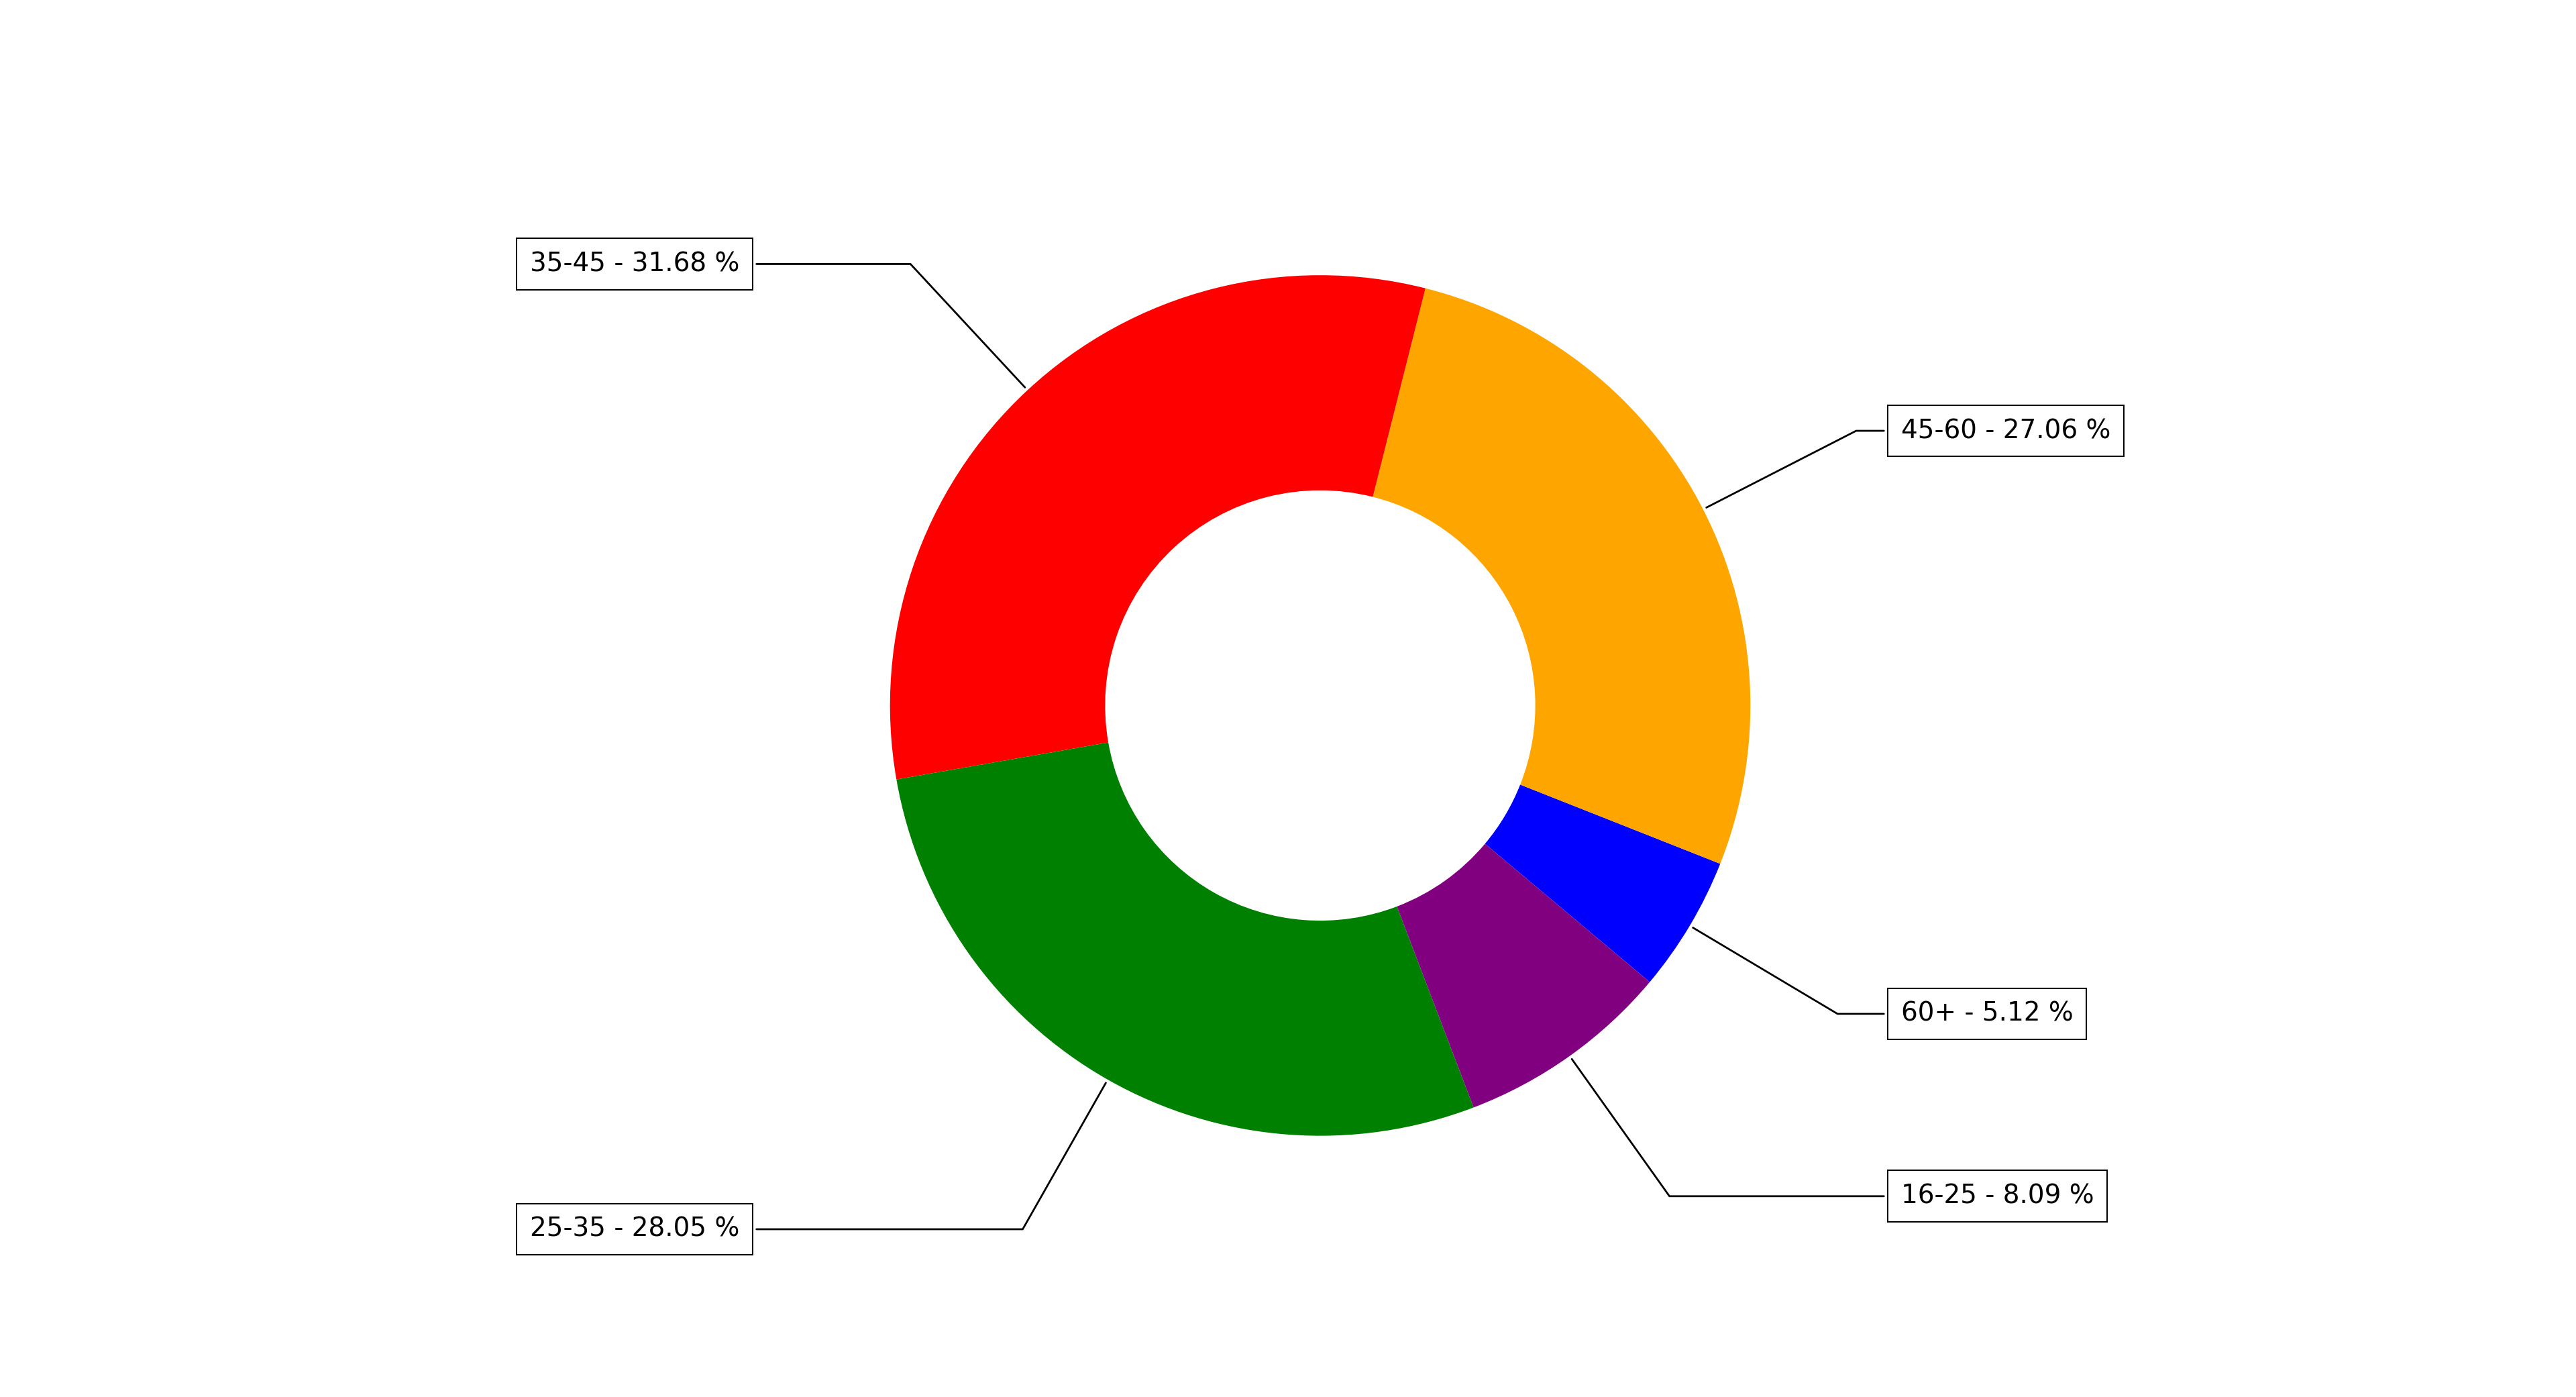 35-45 - 31.68 %
45-60 - 27.06 %
60+ - 5.12 %
16-25 - 8.09 %
25-35 - 28.05 %